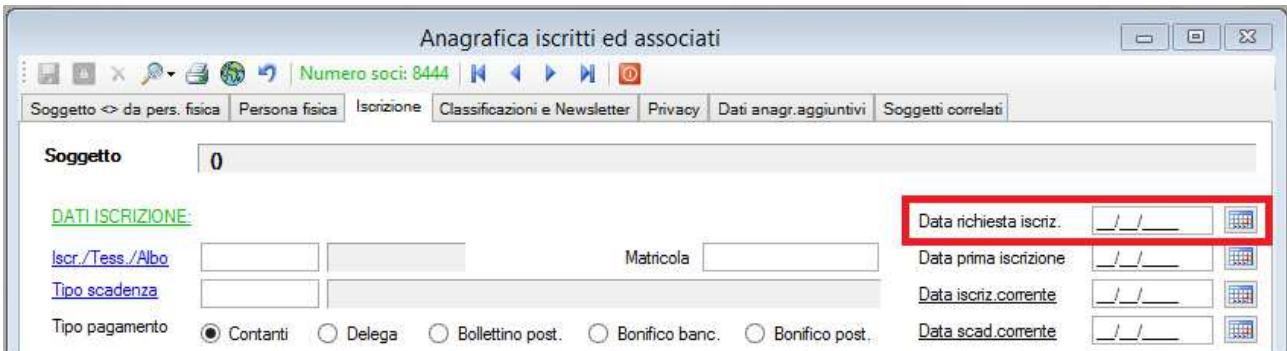 Anagrafica iscritti ed associati
Numero soci: 8444
Soggetto <> da pers. fisica Persona fisica Iscrizione Classificazioni e Newsletter Privacy Dati anagr.aggiuntivi Soggetti correlati
Soggetto ()
DATI ISCRIZIONE: Data richiesta iscriz. __/__/____
Iscr./Tess./Albo Matricola Data prima iscrizione __/__/____
Tipo scadenza Data iscriz.corrente __/__/____
Tipo pagamento Contanti Delega Bollettino post. Bonifico banc. Bonifico post. Data scad.corrente __/__/____